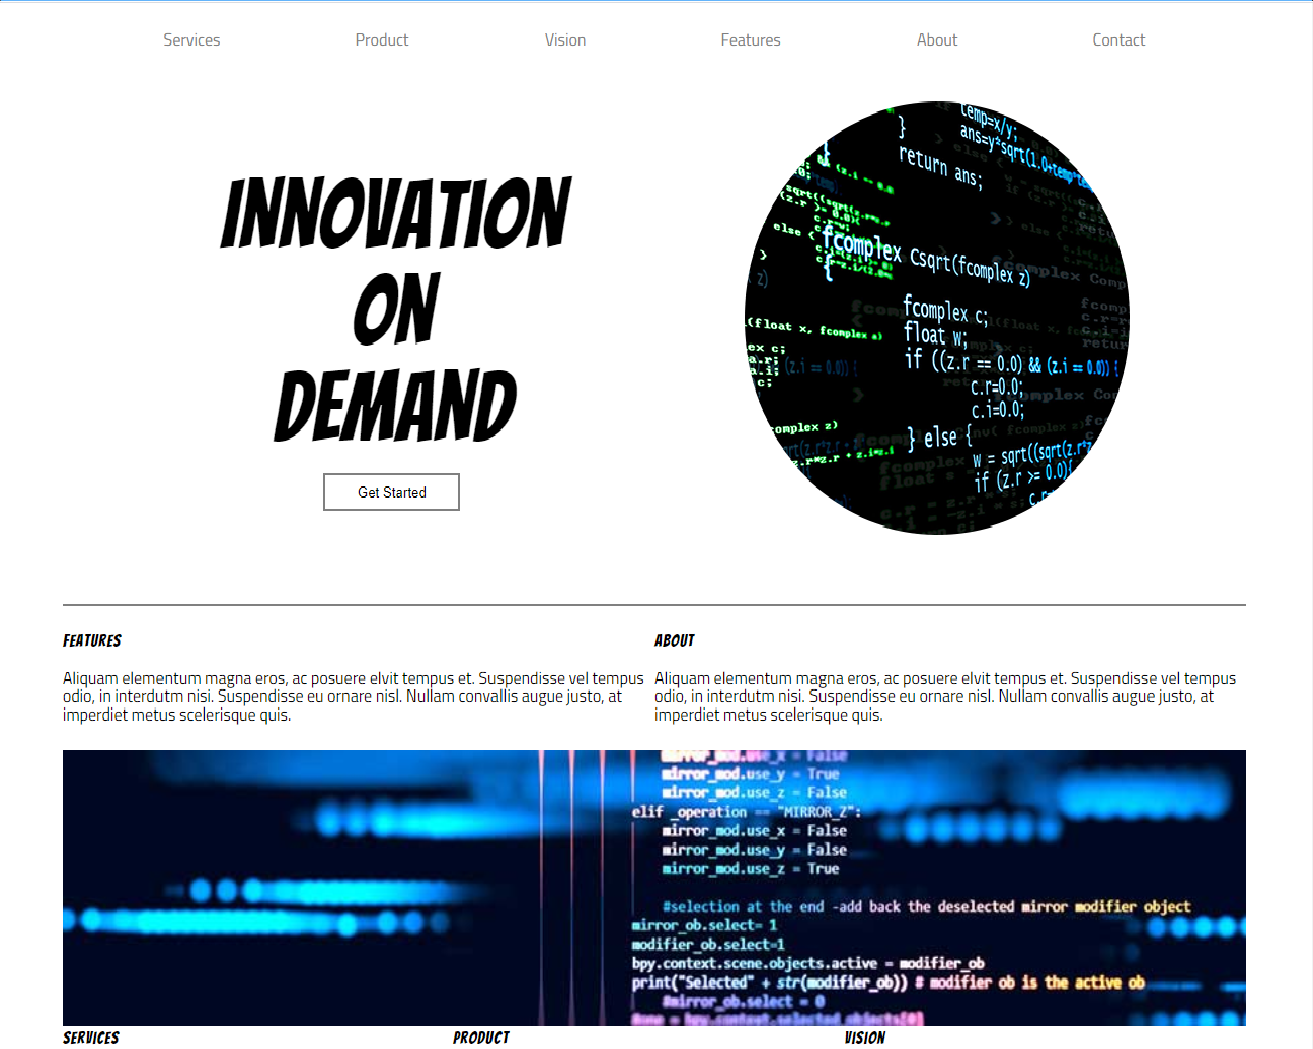 Services Product Vision Features About Contact
INNOVATION
ON
DEMAND
Get Started
temp=x/y;
}
return ans;
fcomplex Csqrt(fcomplex z)
{
fcomplex c;
float w;
if ((z.r == 0.0) && (z.i == 0.0)) {
c.r=0.0;
c.i=0.0;
} else {
w = sqrt((sqrt(z.r*z
if (z.r >= 0.0){
FEATURES
Aliquam elementum magna eros, ac posuere elvit tempus et. Suspendisse vel tempus
odio, in interdutm nisi. Suspendisse eu ornare nisl. Nullam convallis augue justo, at
imperdiet metus scelerisque quis.
ABOUT
Aliquam elementum magna eros, ac posuere elvit tempus et. Suspendisse vel tempus
odio, in interdutm nisi. Suspendisse eu ornare nisl. Nullam convallis augue justo, at
imperdiet metus scelerisque quis.
mirror_mod.use_x = False
mirror_mod.use_y = True
mirror_mod.use_z = False
elif _operation == "MIRROR_Z":
mirror_mod.use_x = False
mirror_mod.use_y = False
mirror_mod.use_z = True
#selection at the end -add back the deselected mirror modifier object
mirror_ob.select= 1
modifier_ob.select=1
bpy.context.scene.objects.active = modifier_ob
print("Selected" + str(modifier_ob)) # modifier ob is the active ob
#mirror_ob.select = 0
= bpy.context.selected_objects[0]
SERVICES PRODUCT VISION